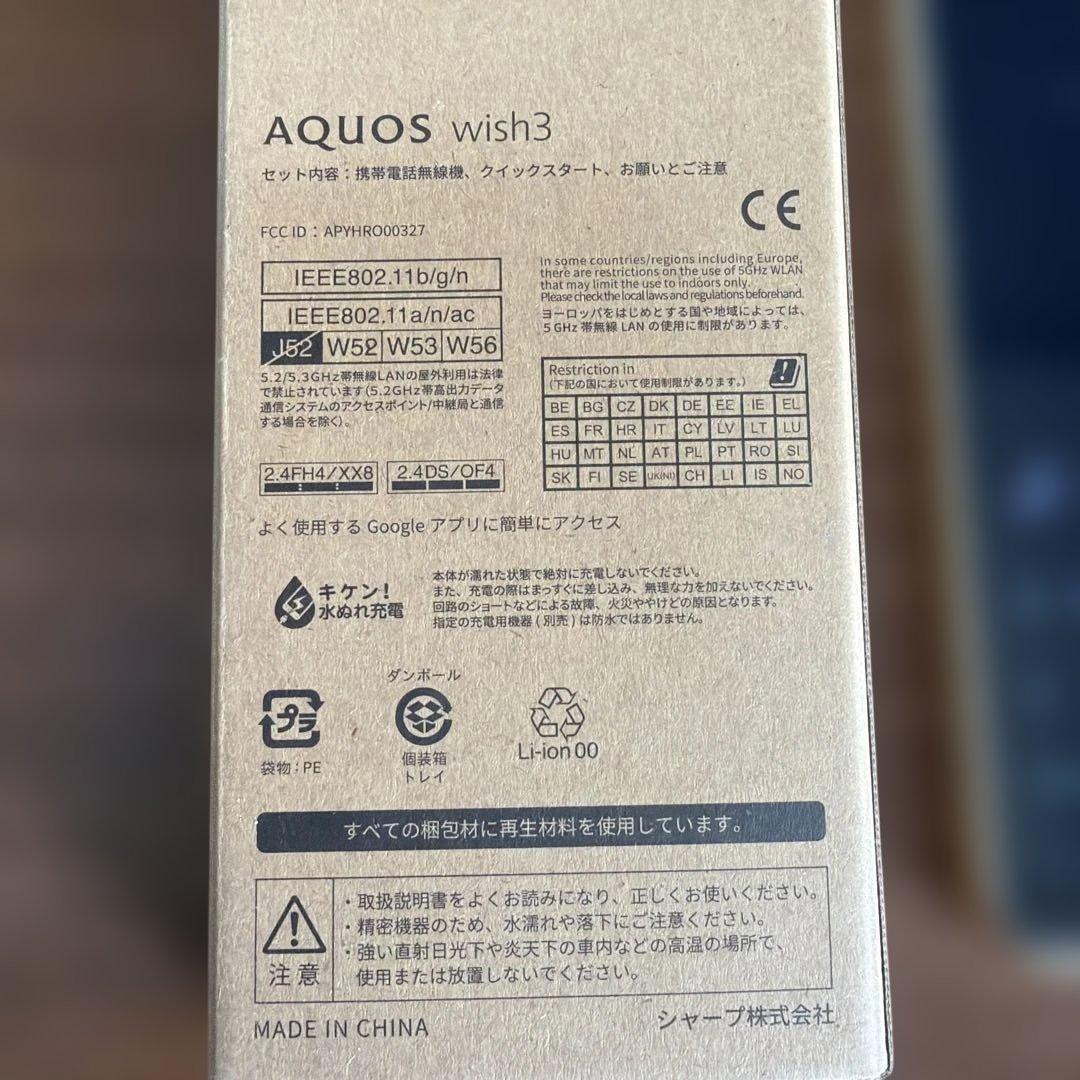 AQUOS wish3
セット内容：携帯電話無線機、クイックスタート、お願いとご注意
FCC ID：APYHRO00327
IEEE802.11b/g/n
IEEE802.11a/n/ac
J52 W52 W53 W56
5.2/5.3GHz帯無線LANの屋外利用は法律
で禁止されています(5.2GHz帯高出力データ
通信システムのアクセスポイント/中継局と通信
する場合を除く)。
2.4FH4/XX8
2.4DS/OF4
CE
In some countries/regions including Europe,
there are restrictions on the use of 5GHz WLAN
that may limit the use to indoors only.
Please check the local laws and regulations beforehand.
ヨーロッパをはじめとする国や地域によっては、
5GHz 帯無線 LAN の使用に制限があります。
Restriction in
(下記の国において使用制限があります。)
BE BG CZ DK DE EE IE EL
ES FR HR IT CY LV LT LU
HU MT NL AT PL PT RO SI
SK FI SE UK(NI) CH LI IS NO
よく使用する Google アプリに簡単にアクセス
キケン!
水ぬれ充電
本体が濡れた状態で絶対に充電しないでください。
また、充電の際はまっすぐに差し込み、無理な力を加えないでください。
回路のショートなどによる故障、火災ややけどの原因となります。
指定の充電用機器 (別売) は防水ではありません。
プラ
袋物：PE
ダンボール
個装箱
トレイ
Li-ion 00
すべての梱包材に再生材料を使用しています。
注意
・取扱説明書をよくお読みになり、正しくお使いください。
・精密機器のため、水濡れや落下にご注意ください。
・強い直射日光下や炎天下の車内などの高温の場所で、
使用または放置しないでください。
MADE IN CHINA
シャープ株式会社